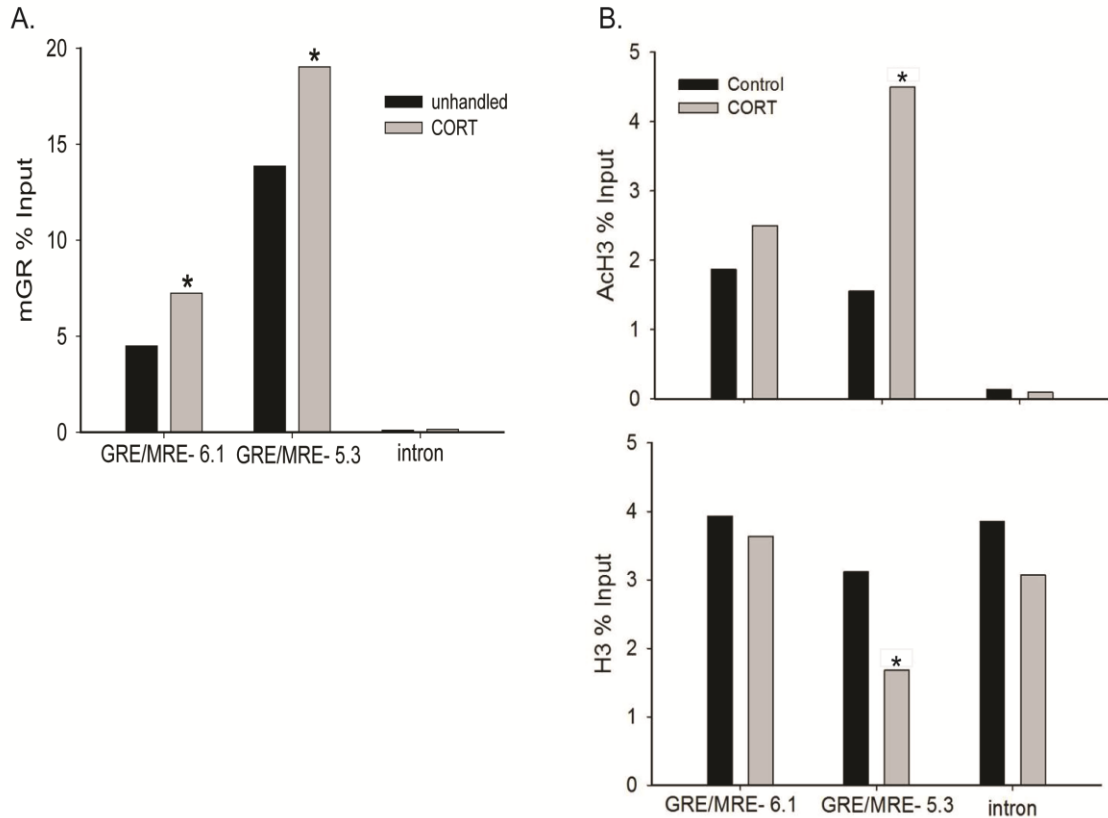 A.
mGR % Input
20
15
10
5
0
*
*
unhandled
CORT
GRE/MRE- 6.1 GRE/MRE- 5.3 intron
B.
AcH3 % Input
5
4
3
2
1
0
Control
CORT
*
H3 % Input
5
4
3
2
1
0
*
GRE/MRE- 6.1 GRE/MRE- 5.3 intron